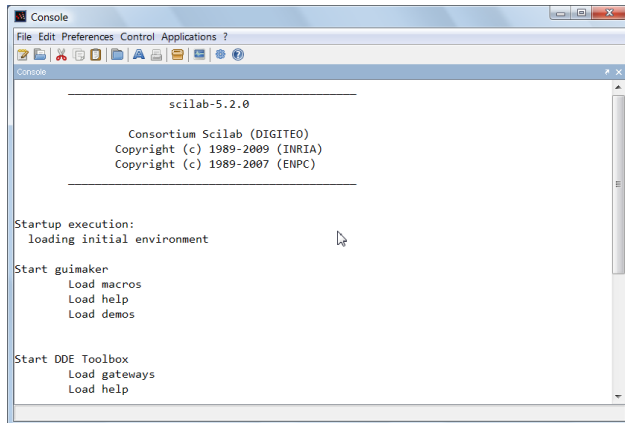 Console
File Edit Preferences Control Applications ?
Console
scilab-5.2.0
Consortium Scilab (DIGITEO)
Copyright (c) 1989-2009 (INRIA)
Copyright (c) 1989-2007 (ENPC)
Startup execution:
loading initial environment
Start guimaker
Load macros
Load help
Load demos
Start DDE Toolbox
Load gateways
Load help